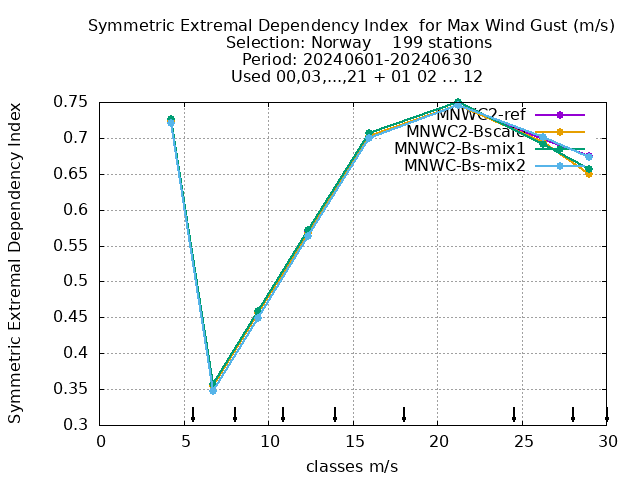 Symmetric Extremal Dependency Index  for Max Wind Gust (m/s)
Selection: Norway    199 stations
Period: 20240601-20240630
Used 00,03,...,21 + 01 02 ... 12
Symmetric Extremal Dependency Index
0.75
0.7
0.65
0.6
0.55
0.5
0.45
0.4
0.35
0.3
MNWC2-ref
MNWC2-Bscale
MNWC2-Bs-mix1
MNWC-Bs-mix2
0 5 10 15 20 25 30
classes m/s